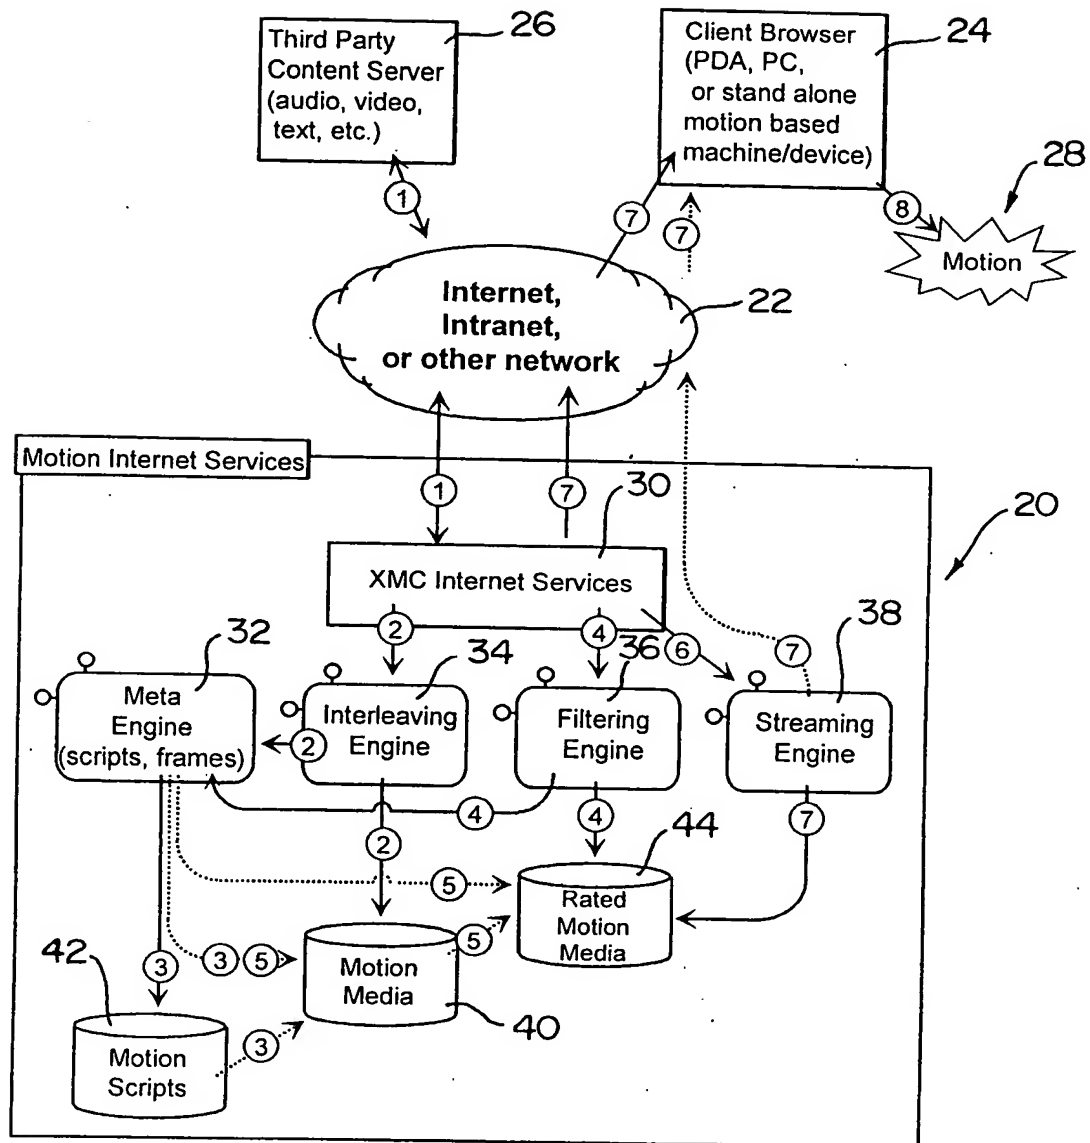 Third Party
Content Server
(audio, video,
text, etc.)
26
Client Browser
(PDA, PC,
or stand alone
motion based
machine/device)
24
28
1
7
7
8
Motion
Internet,
Intranet,
or other network
22
Motion Internet Services
1
7
30
20
XMC Internet Services
2
4
6
7
32
34
36
38
Meta
Engine
(scripts, frames)
2
Interleaving
Engine
Filtering
Engine
Streaming
Engine
4
2
4
7
44
5
Rated
Motion
Media
5
3
3
5
Motion
Media
40
42
3
Motion
Scripts